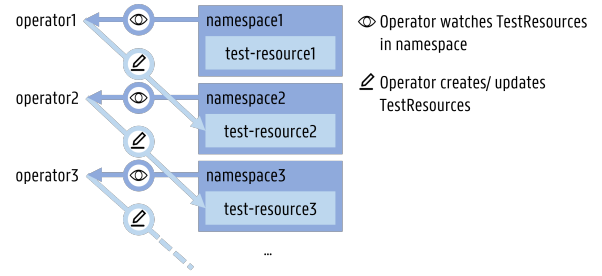 operator1
namespace1
test-resource1
operator2
namespace2
test-resource2
operator3
namespace3
test-resource3
...
Operator watches TestResources
in namespace
Operator creates/ updates
TestResources